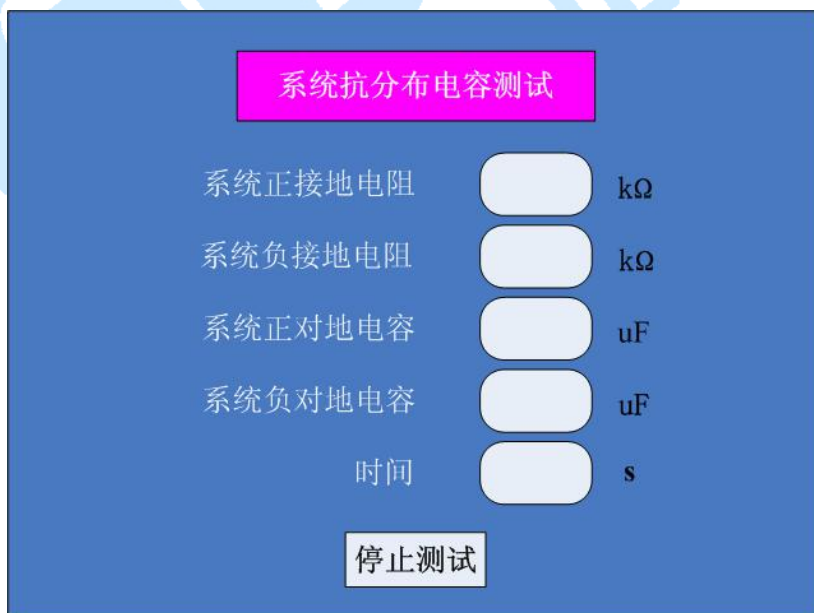 系统抗分布电容测试
系统正接地电阻 kΩ
系统负接地电阻 kΩ
系统正对地电容 uF
系统负对地电容 uF
时间 s
停止测试